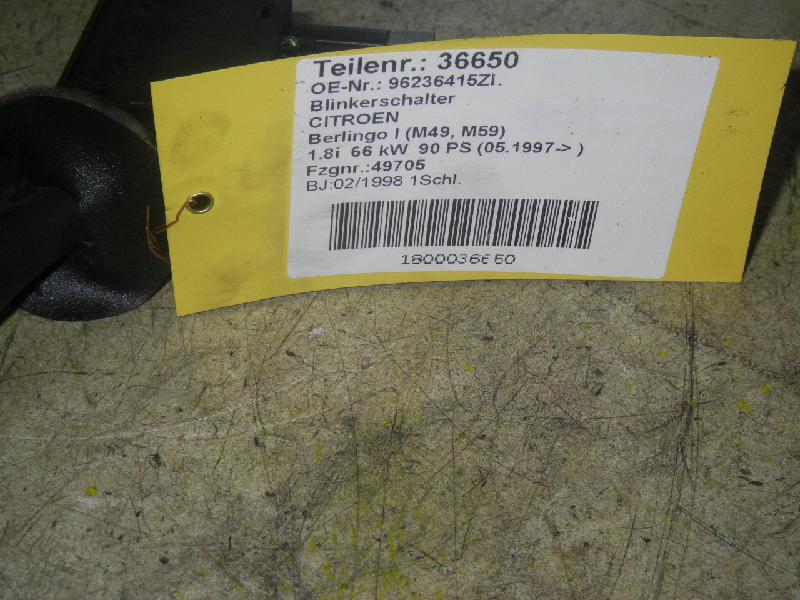 Teilenr.: 36650
OE-Nr.: 96236415ZL
Blinkerschalter
CITROEN
Berlingo I (M49, M59)
1.8i 66 kW 90 PS (05.1997-> )
Fzgnr.:49705
BJ:02/1998 1Schl.
1800036650